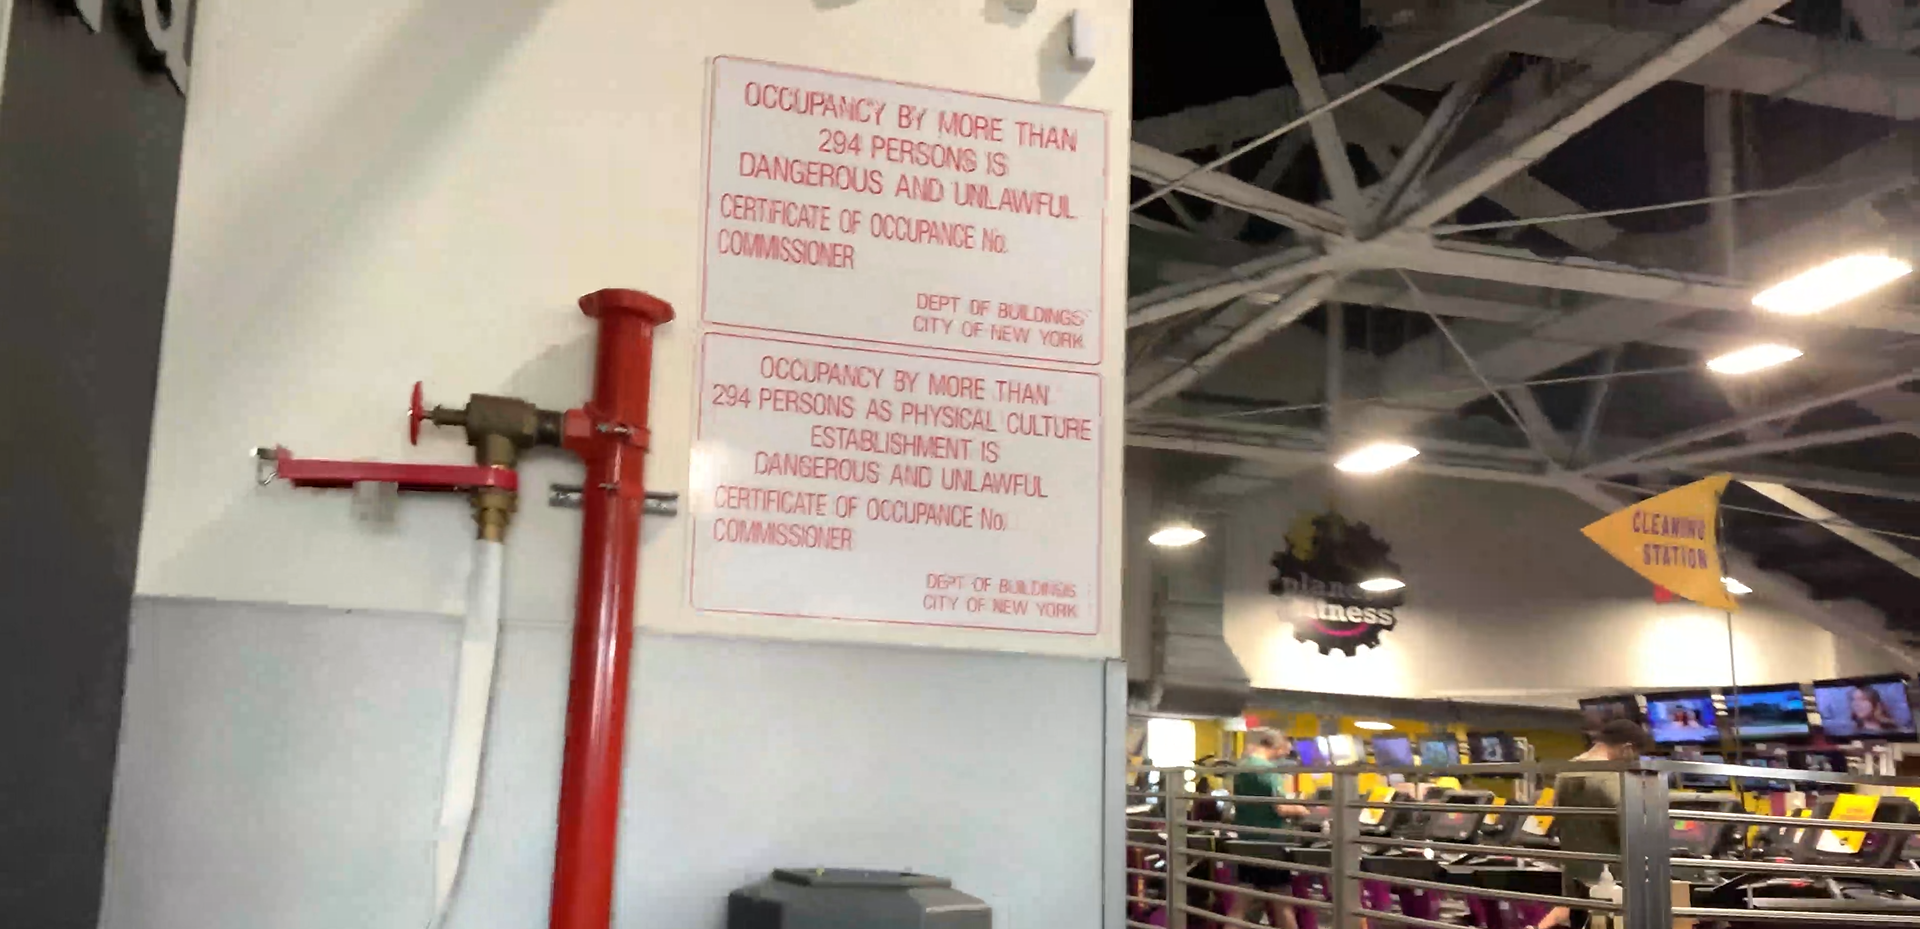 OCCUPANCY BY MORE THAN
294 PERSONS IS
DANGEROUS AND UNLAWFUL
CERTIFICATE OF OCCUPANCE No.
COMMISSIONER
DEPT OF BUILDINGS
CITY OF NEW YORK
OCCUPANCY BY MORE THAN
294 PERSONS AS PHYSICAL CULTURE
ESTABLISHMENT IS
DANGEROUS AND UNLAWFUL
CERTIFICATE OF OCCUPANCE No.
COMMISSIONER
DEPT OF BUILDINGS
CITY OF NEW YORK
CLEANING
STATION
planet
fitness